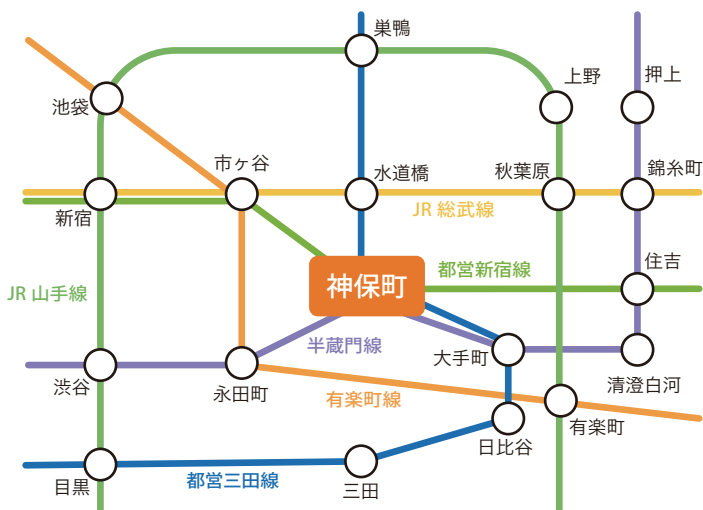 巣鴨
上野
押上
池袋
市ヶ谷
水道橋
秋葉原
錦糸町
新宿
JR 総武線
都営新宿線
住吉
神保町
JR 山手線
半蔵門線
大手町
清澄白河
渋谷
永田町
有楽町線
有楽町
日比谷
目黒
都営三田線
三田